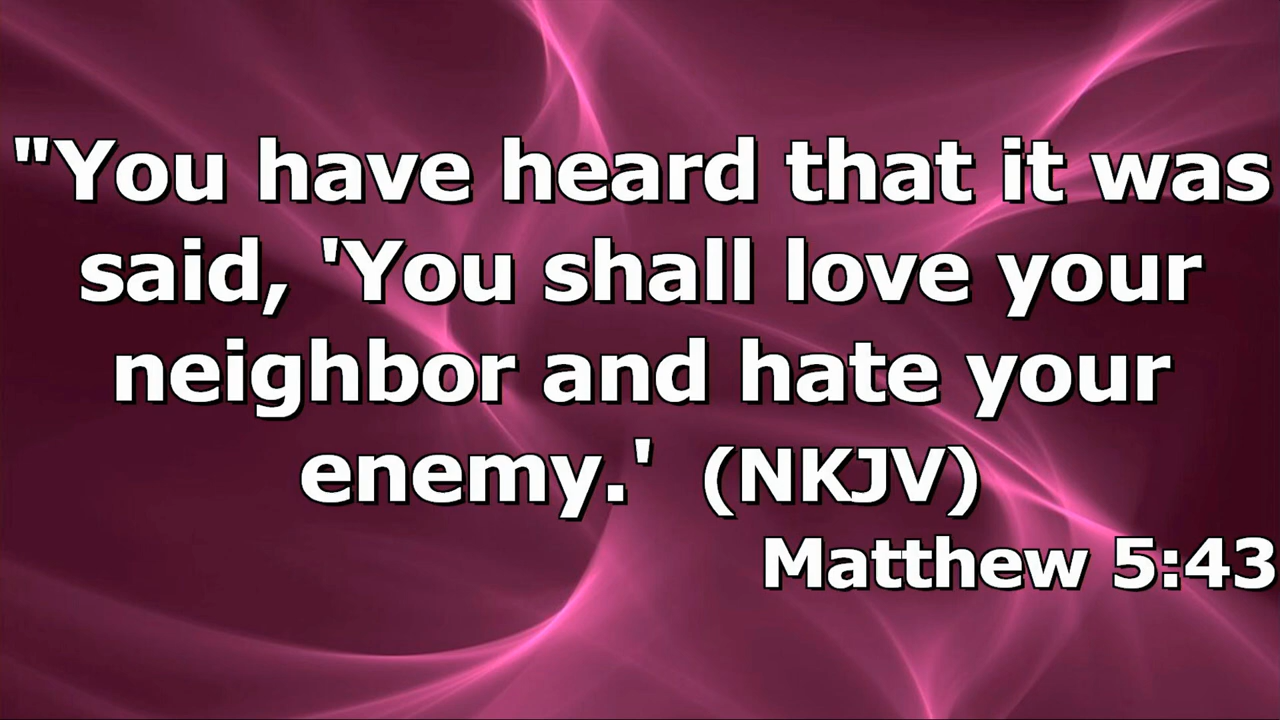 "You have heard that it was
said, 'You shall love your
neighbor and hate your
enemy.' (NKJV)
Matthew 5:43